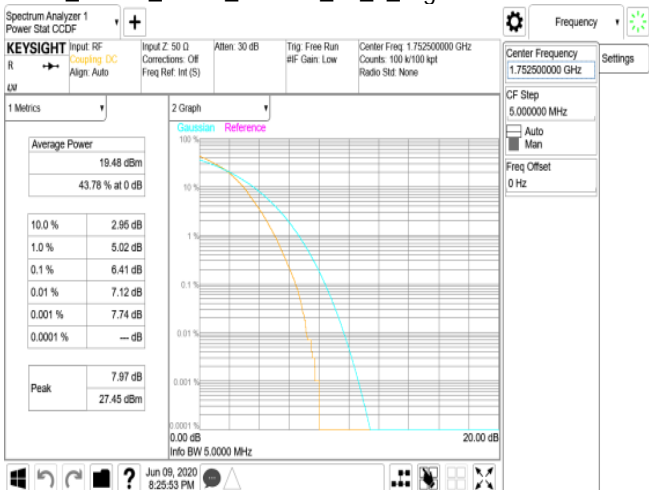 Spectrum Analyzer 1
Power Stat CCDF
Frequency
KEYSIGHT
R
LXI
Input: RF
Coupling: DC
Align: Auto
Input Z: 50 Ω
Corrections: Off
Freq Ref: Int (S)
Atten: 30 dB
Trig: Free Run
#IF Gain: Low
Center Freq: 1.752500000 GHz
Counts: 100 k/100 kpt
Radio Std: None
Center Frequency
1.752500000 GHz
Settings
CF Step
5.000000 MHz
Auto
Man
Freq Offset
0 Hz
1 Metrics
Average Power
19.48 dBm
43.78 % at 0 dB
10.0 % 2.95 dB
1.0 % 5.02 dB
0.1 % 6.41 dB
0.01 % 7.12 dB
0.001 % 7.74 dB
0.0001 % --- dB
Peak
7.97 dB
27.45 dBm
2 Graph
Gaussian Reference
100 %
10 %
1 %
0.1 %
0.01 %
0.001 %
0.0001 %
0.00 dB 20.00 dB
Info BW 5.0000 MHz
Jun 09, 2020
8:25:53 PM